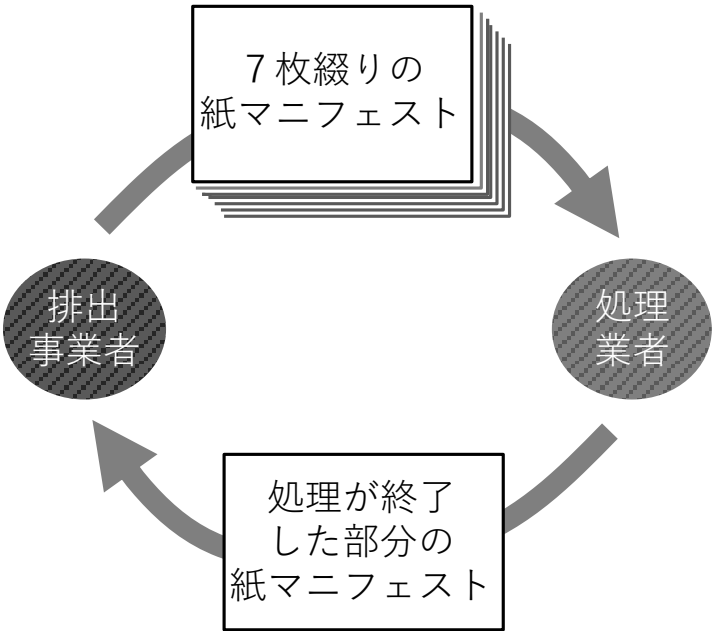 ７枚綴りの
紙マニフェスト
排出
事業者
処理
業者
処理が終了
した部分の
紙マニフェスト